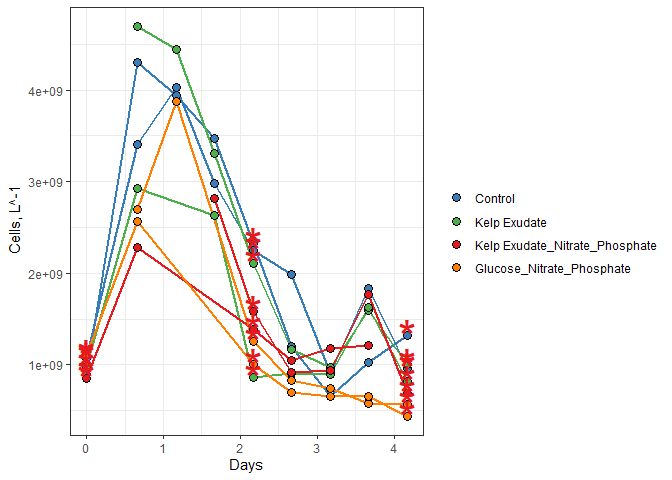 Cells, L^-1
4e+09
3e+09
2e+09
1e+09
0
1
2
3
4
Days
Control
Kelp Exudate
Kelp Exudate_Nitrate_Phosphate
Glucose_Nitrate_Phosphate